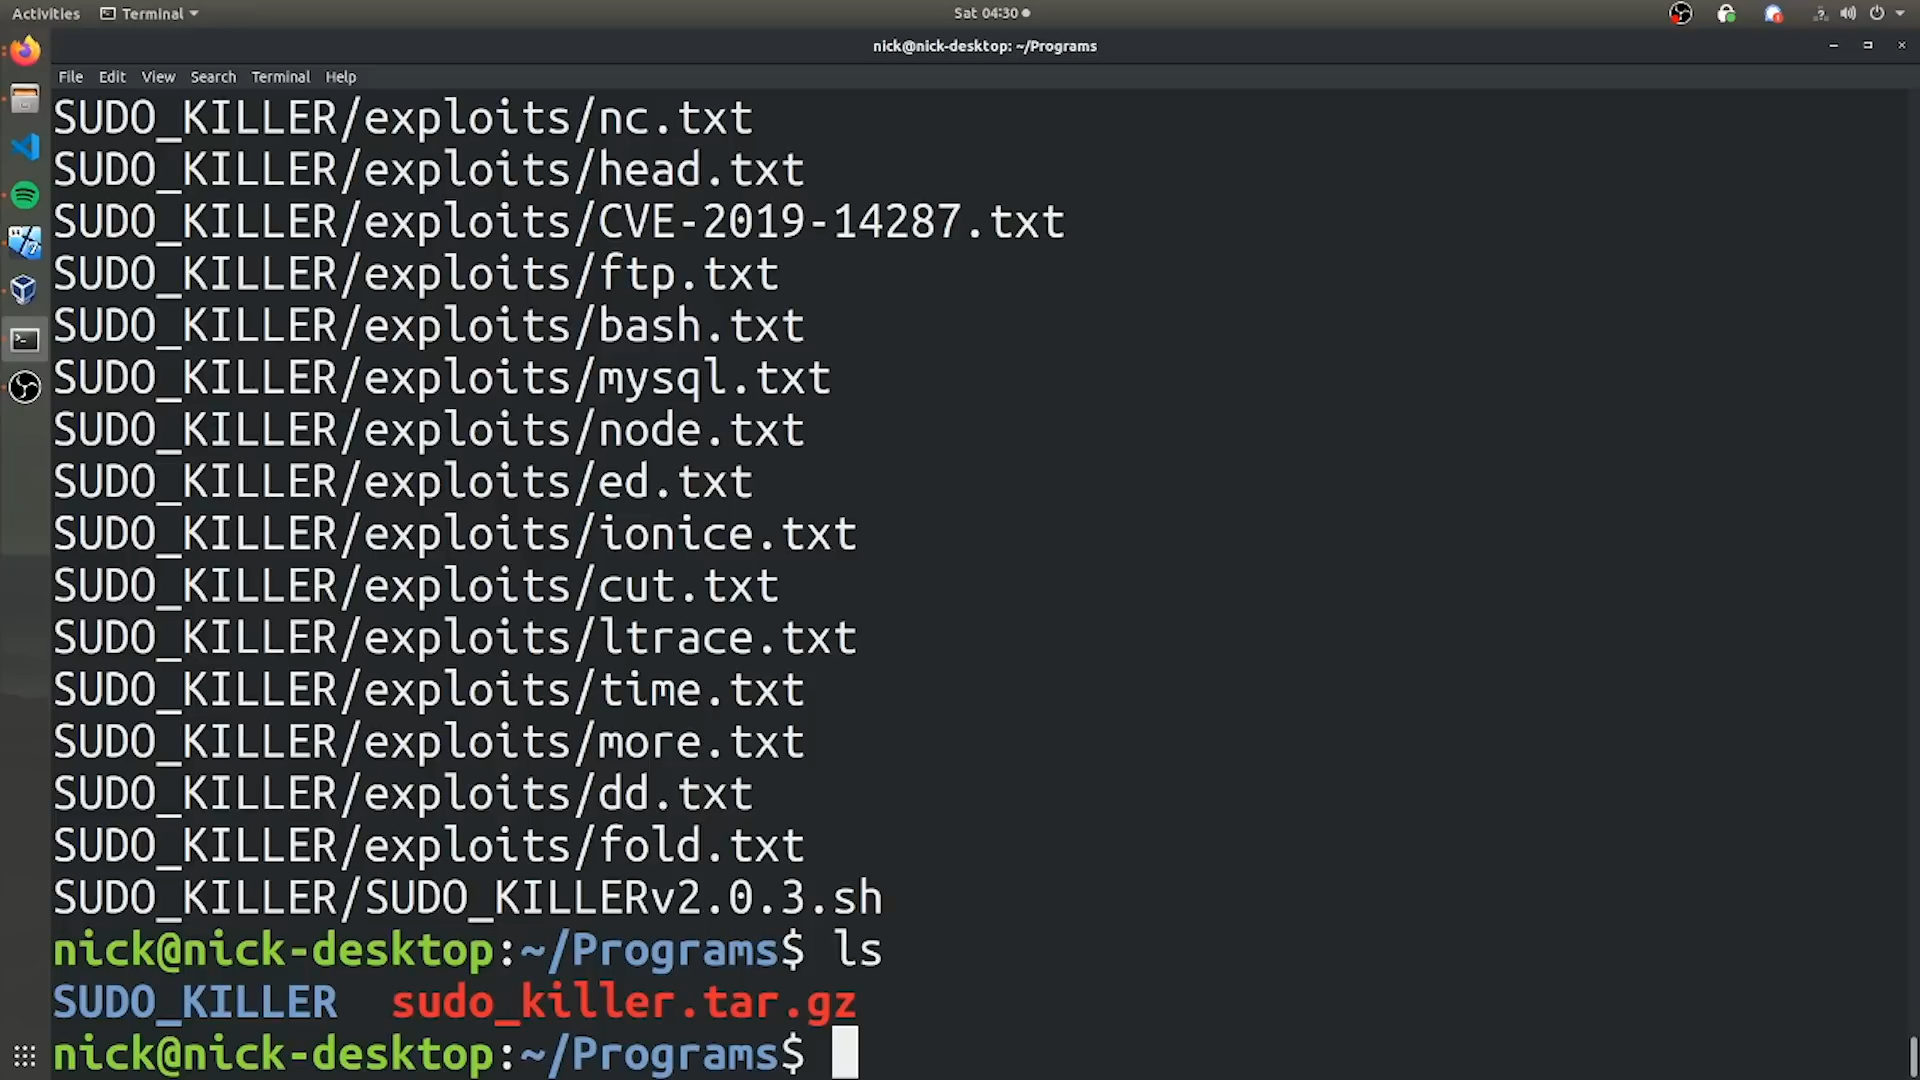 Activities Terminal Sat 04:30
nick@nick-desktop: ~/Programs
File Edit View Search Terminal Help
SUDO_KILLER/exploits/nc.txt
SUDO_KILLER/exploits/head.txt
SUDO_KILLER/exploits/CVE-2019-14287.txt
SUDO_KILLER/exploits/ftp.txt
SUDO_KILLER/exploits/bash.txt
SUDO_KILLER/exploits/mysql.txt
SUDO_KILLER/exploits/node.txt
SUDO_KILLER/exploits/ed.txt
SUDO_KILLER/exploits/ionice.txt
SUDO_KILLER/exploits/cut.txt
SUDO_KILLER/exploits/ltrace.txt
SUDO_KILLER/exploits/time.txt
SUDO_KILLER/exploits/more.txt
SUDO_KILLER/exploits/dd.txt
SUDO_KILLER/exploits/fold.txt
SUDO_KILLER/SUDO_KILLERv2.0.3.sh
nick@nick-desktop:~/Programs$ ls
SUDO_KILLER sudo_killer.tar.gz
nick@nick-desktop:~/Programs$